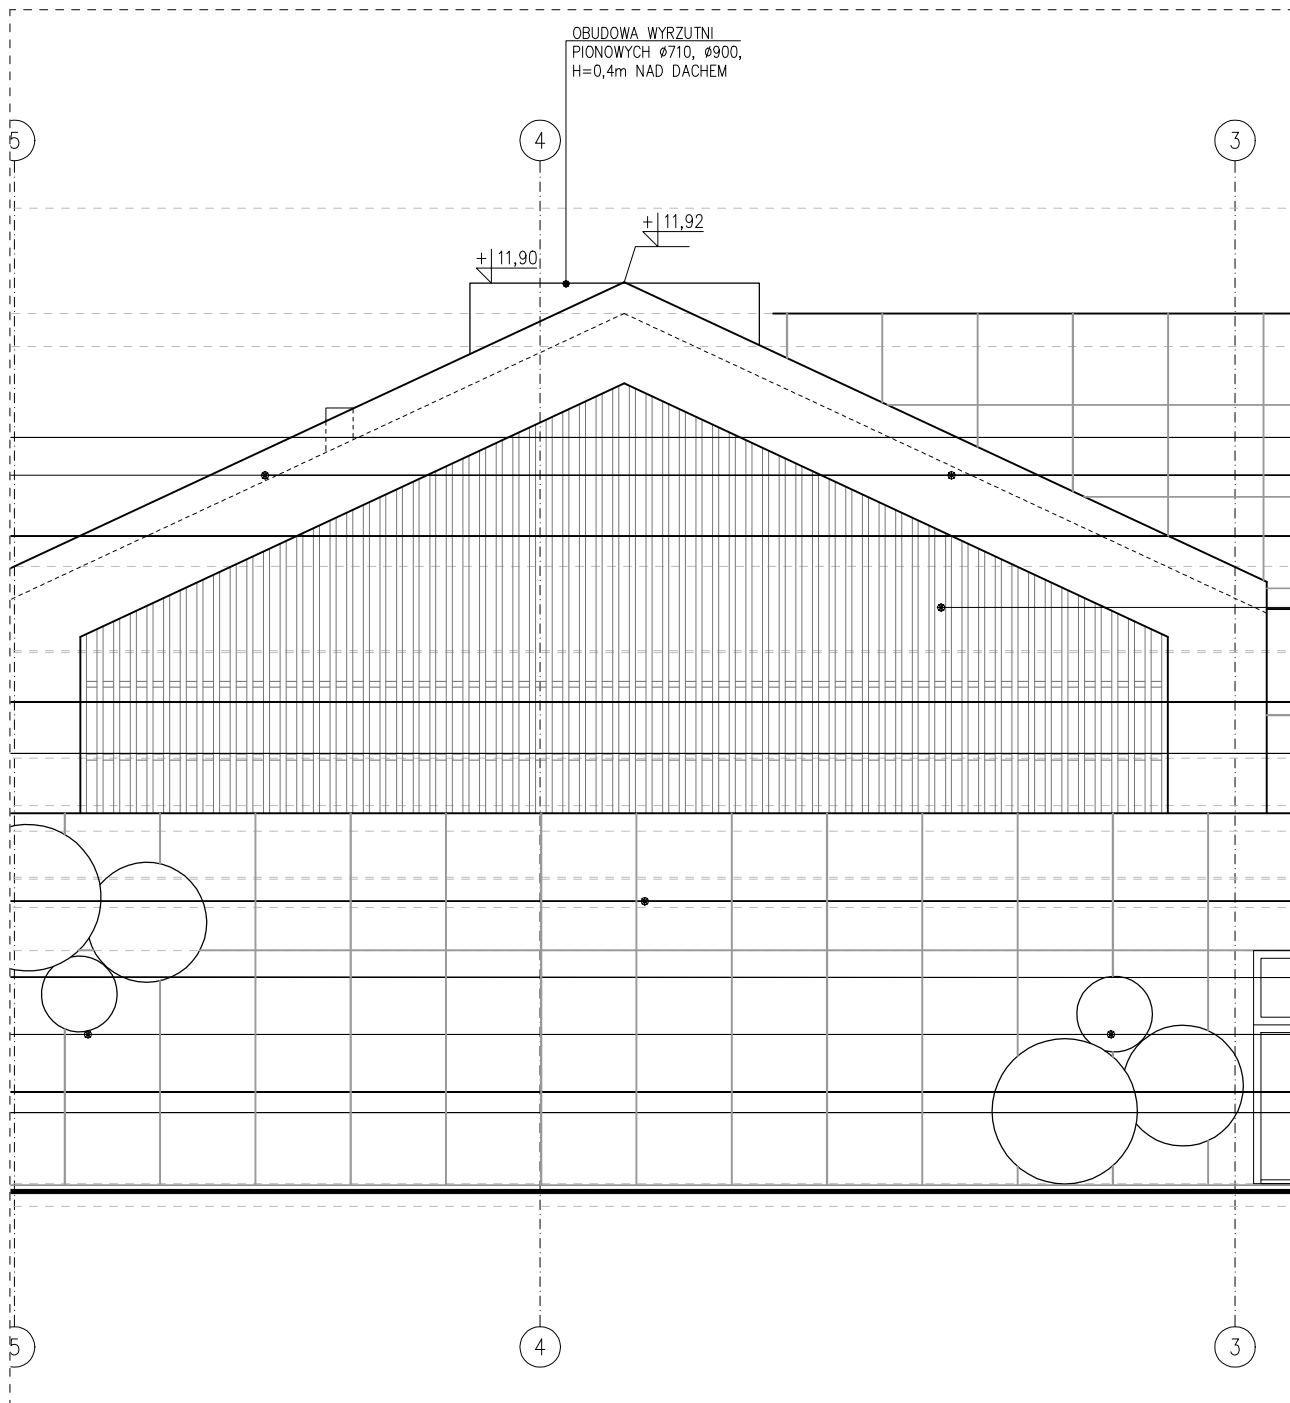 OBUDOWA WYRZUTNI
PIONOWYCH ø710, ø900,
H=0,4m NAD DACHEM
5
4
3
+ 11,92
+ 11,90
5
4
3